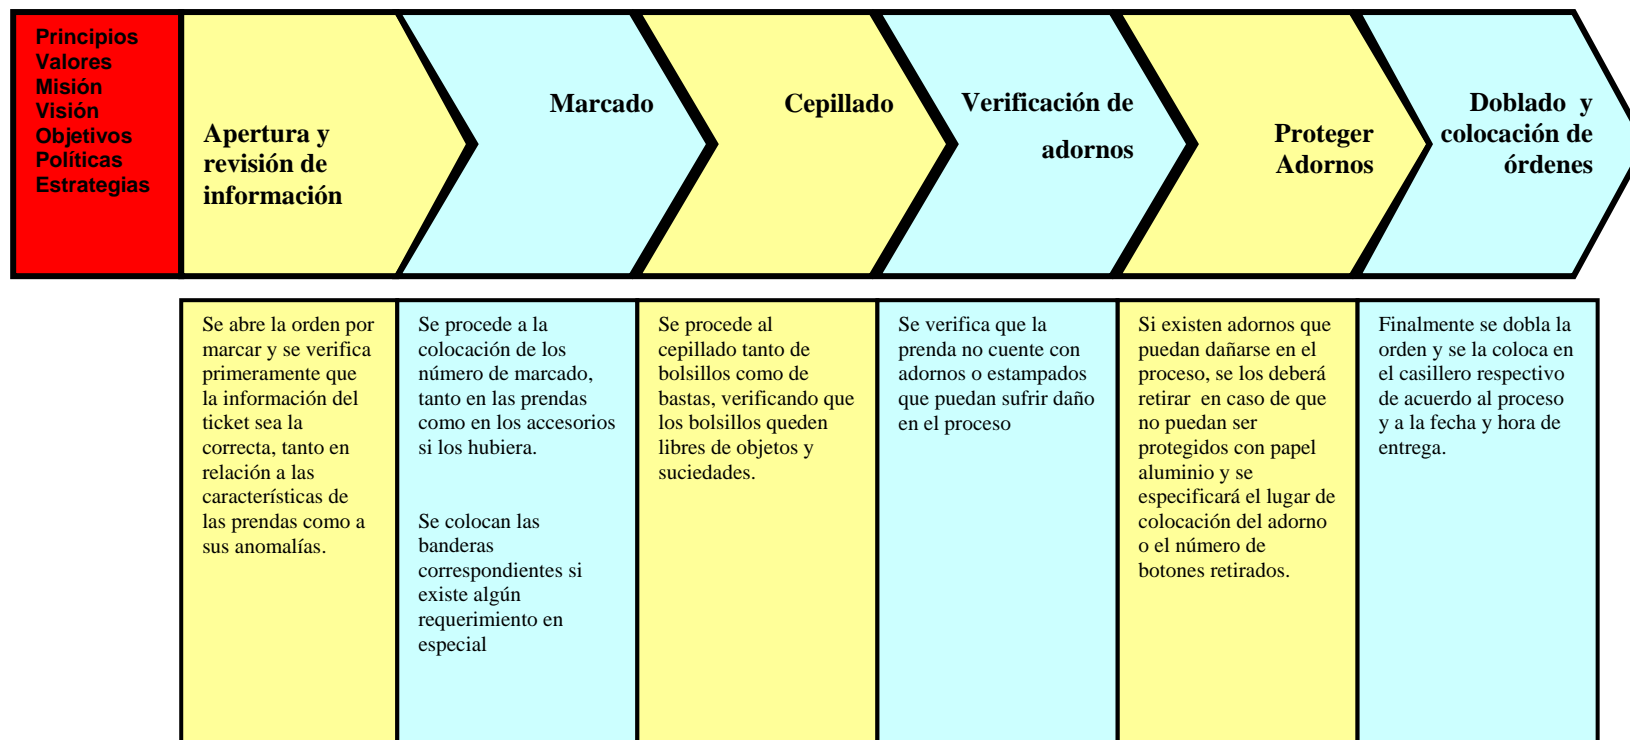 Principios
Valores
Misión
Visión
Objetivos
Políticas
Estrategias
Apertura y
revisión de
información
Marcado
Cepillado
Verificación de
adornos
Proteger
Adornos
Doblado y
colocación de
órdenes
Se abre la orden por
marcar y se verifica
primeramente que
la información del
ticket sea la
correcta, tanto en
relación a las
características de
las prendas como a
sus anomalías.
Se procede a la
colocación de los
número de marcado,
tanto en las prendas
como en los accesorios
si los hubiera.
Se colocan las
banderas
correspondientes si
existe algún
requerimiento en
especial
Se procede al
cepillado tanto de
bolsillos como de
bastas, verificando que
los bolsillos queden
libres de objetos y
suciedades.
Se verifica que la
prenda no cuente con
adornos o estampados
que puedan sufrir daño
en el proceso
Si existen adornos que
puedan dañarse en el
proceso, se los deberá
retirar en caso de que
no puedan ser
protegidos con papel
aluminio y se
especificará el lugar de
colocación del adorno
o el número de
botones retirados.
Finalmente se dobla la
orden y se la coloca en
el casillero respectivo
de acuerdo al proceso
y a la fecha y hora de
entrega.